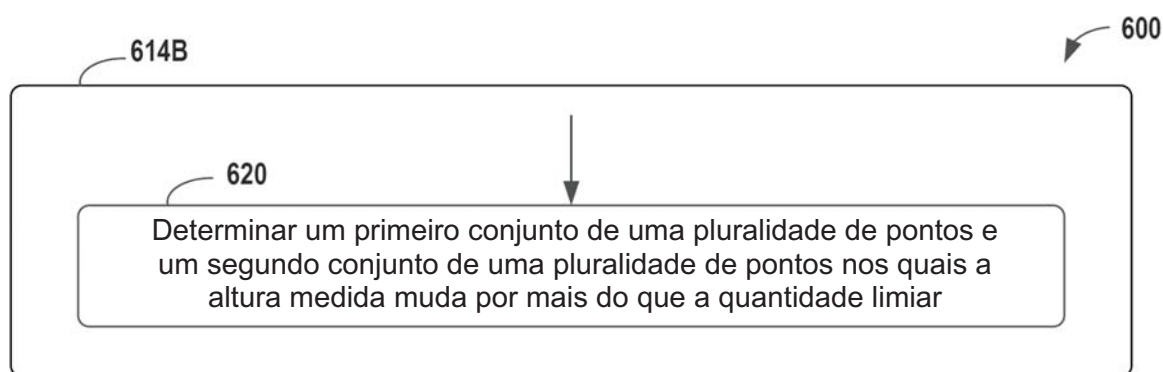 600
614B
620
Determinar um primeiro conjunto de uma pluralidade de pontos e
um segundo conjunto de uma pluralidade de pontos nos quais a
altura medida muda por mais do que a quantidade limiar